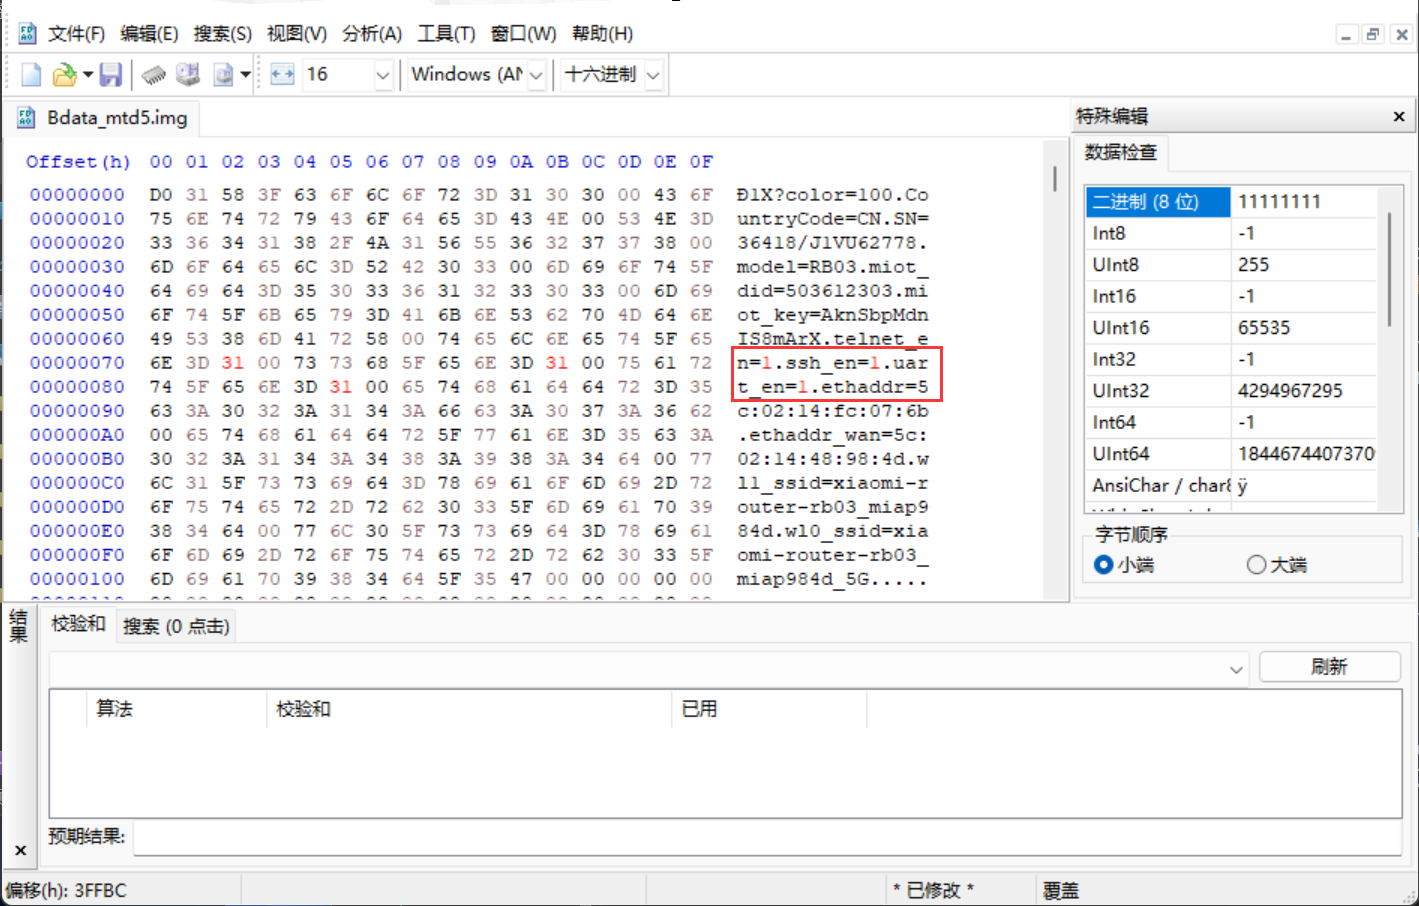 文件(F) 编辑(E) 搜索(S) 视图(V) 分析(A) 工具(T) 窗口(W) 帮助(H)
16 Windows (AN 十六进制
Bdata_mtd5.img
Offset(h) 00 01 02 03 04 05 06 07 08 09 0A 0B 0C 0D 0E 0F
00000000 D0 31 58 3F 63 6F 6C 6F 72 3D 31 30 30 00 43 6F Ð1X?color=100.Co
00000010 75 6E 74 72 79 43 6F 64 65 3D 43 4E 00 53 4E 3D untryCode=CN.SN=
00000020 33 36 34 31 38 2F 4A 31 56 55 36 32 37 37 38 00 36418/J1VU62778.
00000030 6D 6F 64 65 6C 3D 52 42 30 33 00 6D 69 6F 74 5F model=RB03.miot_
00000040 64 69 64 3D 35 30 33 36 31 32 33 30 33 00 6D 69 did=503612303.mi
00000050 6F 74 5F 6B 65 79 3D 41 6B 6E 53 62 70 4D 64 6E ot_key=AknSbpMdn
00000060 49 53 38 6D 41 72 58 00 74 65 6C 6E 65 74 5F 65 IS8mArX.telnet_e
00000070 6E 3D 31 00 73 73 68 5F 65 6E 3D 31 00 75 61 72 n=1.ssh_en=1.uar
00000080 74 5F 65 6E 3D 31 00 65 74 68 61 64 64 72 3D 35 t_en=1.ethaddr=5
00000090 63 3A 30 32 3A 31 34 3A 66 63 3A 30 37 3A 36 62 c:02:14:fc:07:6b
000000A0 00 65 74 68 61 64 64 72 5F 77 61 6E 3D 35 63 3A .ethaddr_wan=5c:
000000B0 30 32 3A 31 34 3A 34 38 3A 39 38 3A 34 64 00 77 02:14:48:98:4d.w
000000C0 6C 31 5F 73 73 69 64 3D 78 69 61 6F 6D 69 2D 72 l1_ssid=xiaomi-r
000000D0 6F 75 74 65 72 2D 72 62 30 33 5F 6D 69 61 70 39 outer-rb03_miap9
000000E0 38 34 64 00 77 6C 30 5F 73 73 69 64 3D 78 69 61 84d.wl0_ssid=xia
000000F0 6F 6D 69 2D 72 6F 75 74 65 72 2D 72 62 30 33 5F omi-router-rb03_
00000100 6D 69 61 70 39 38 34 64 5F 35 47 00 00 00 00 00 miap984d_5G.....
特殊编辑
数据检查
二进制 (8 位) 11111111
Int8 -1
UInt8 255
Int16 -1
UInt16 65535
Int32 -1
UInt32 4294967295
Int64 -1
UInt64 1844674407370
AnsiChar / char8 ÿ
字节顺序
小端 大端
结果
校验和 搜索 (0 点击)
刷新
算法 校验和 已用
预期结果:
偏移(h): 3FFBC * 已修改 * 覆盖